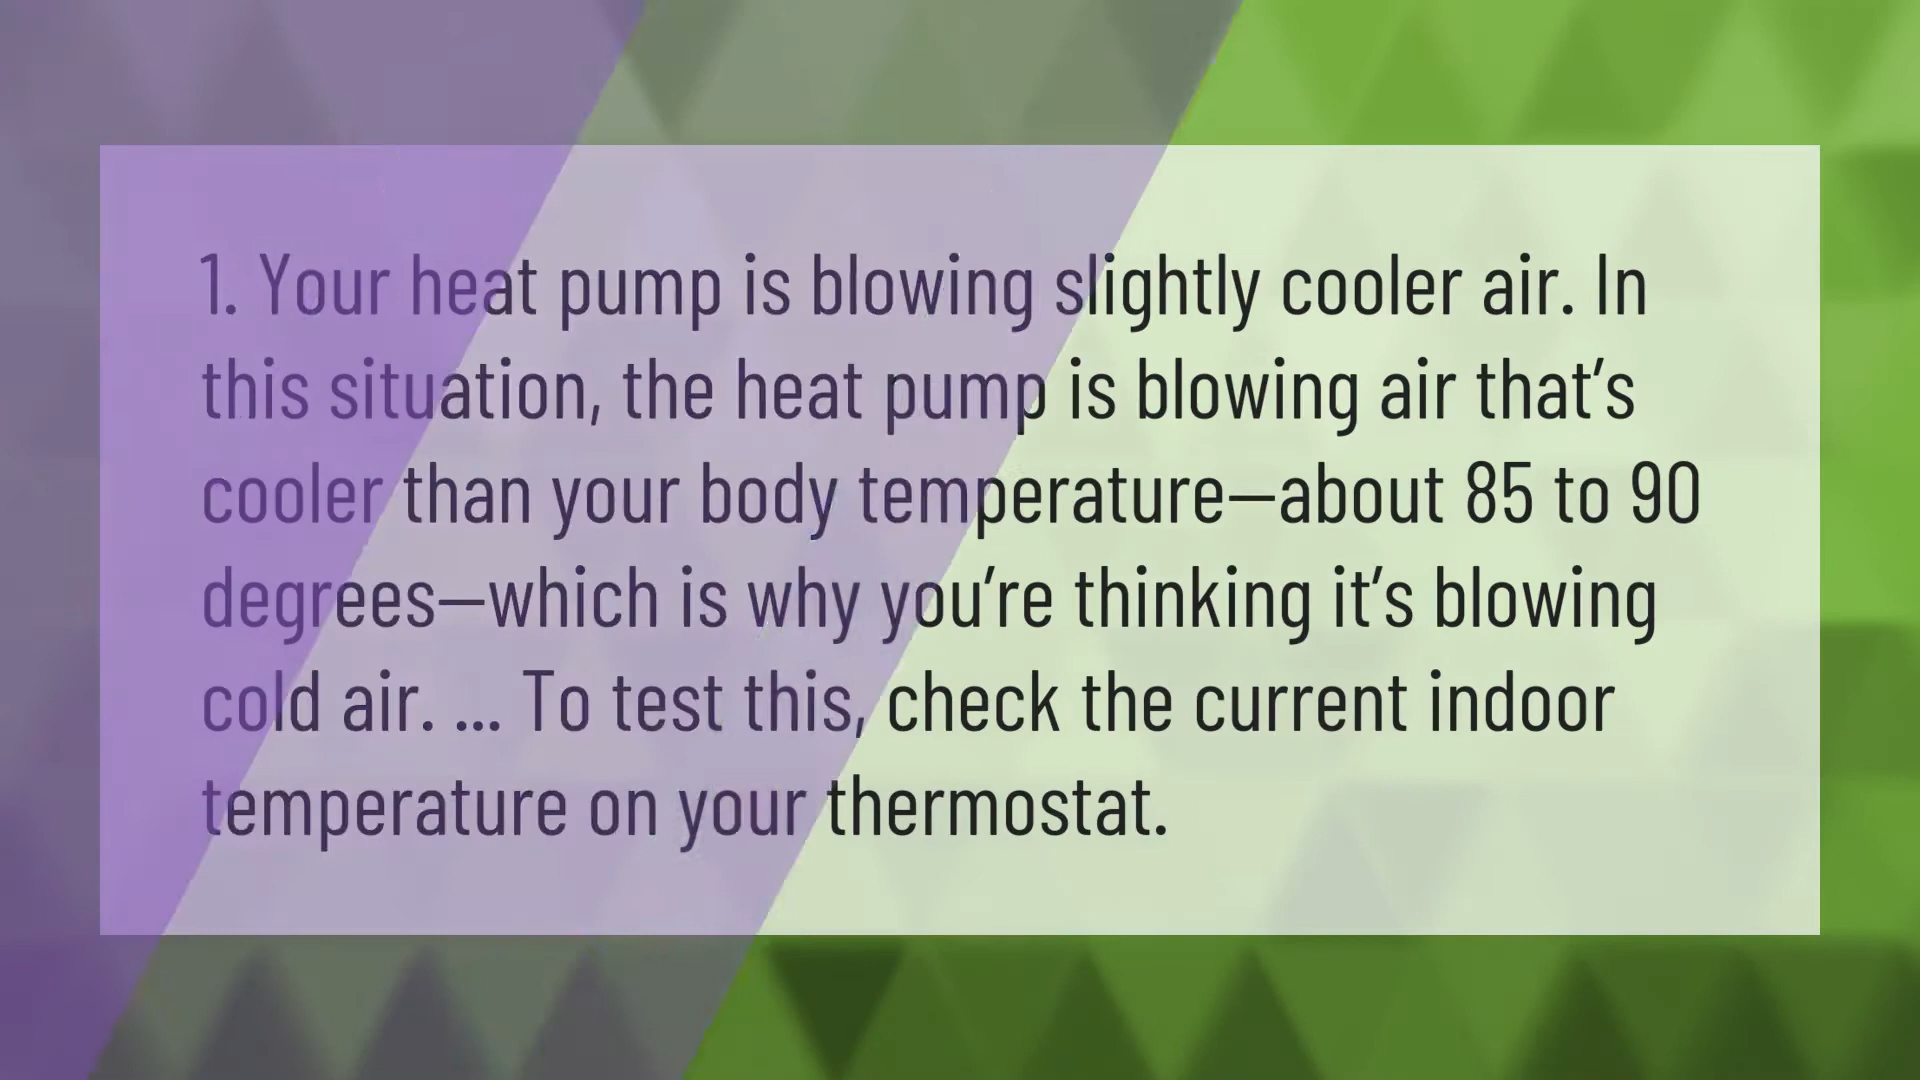 1. Your heat pump is blowing slightly cooler air. In
this situation, the heat pump is blowing air that’s
cooler than your body temperature—about 85 to 90
degrees—which is why you’re thinking it’s blowing
cold air. ... To test this, check the current indoor
temperature on your thermostat.